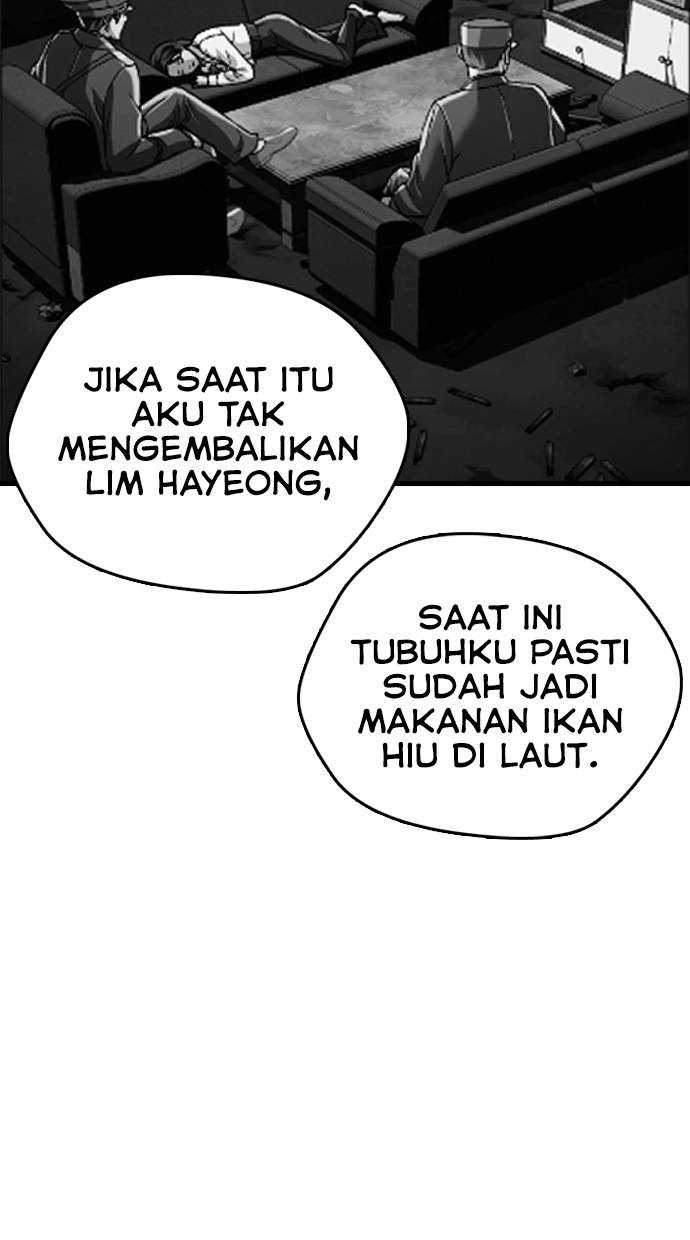 JIKA SAAT ITU
AKU TAK
MENGEMBALIKAN
LIM HAYEONG,
SAAT INI
TUBUHKU PASTI
SUDAH JADI
MAKANAN IKAN
HIU DI LAUT.